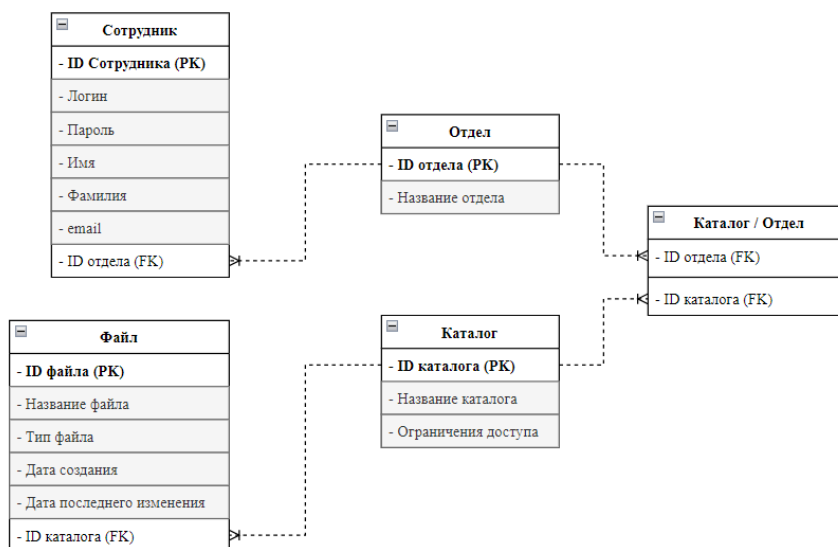 Сотрудник
- ID Сотрудника (PK)
- Логин
- Пароль
- Имя
- Фамилия
- email
- ID отдела (FK)
Отдел
- ID отдела (PK)
- Название отдела
Каталог / Отдел
- ID отдела (FK)
- ID каталога (FK)
Файл
- ID файла (PK)
- Название файла
- Тип файла
- Дата создания
- Дата последнего изменения
- ID каталога (FK)
Каталог
- ID каталога (PK)
- Название каталога
- Ограничения доступа